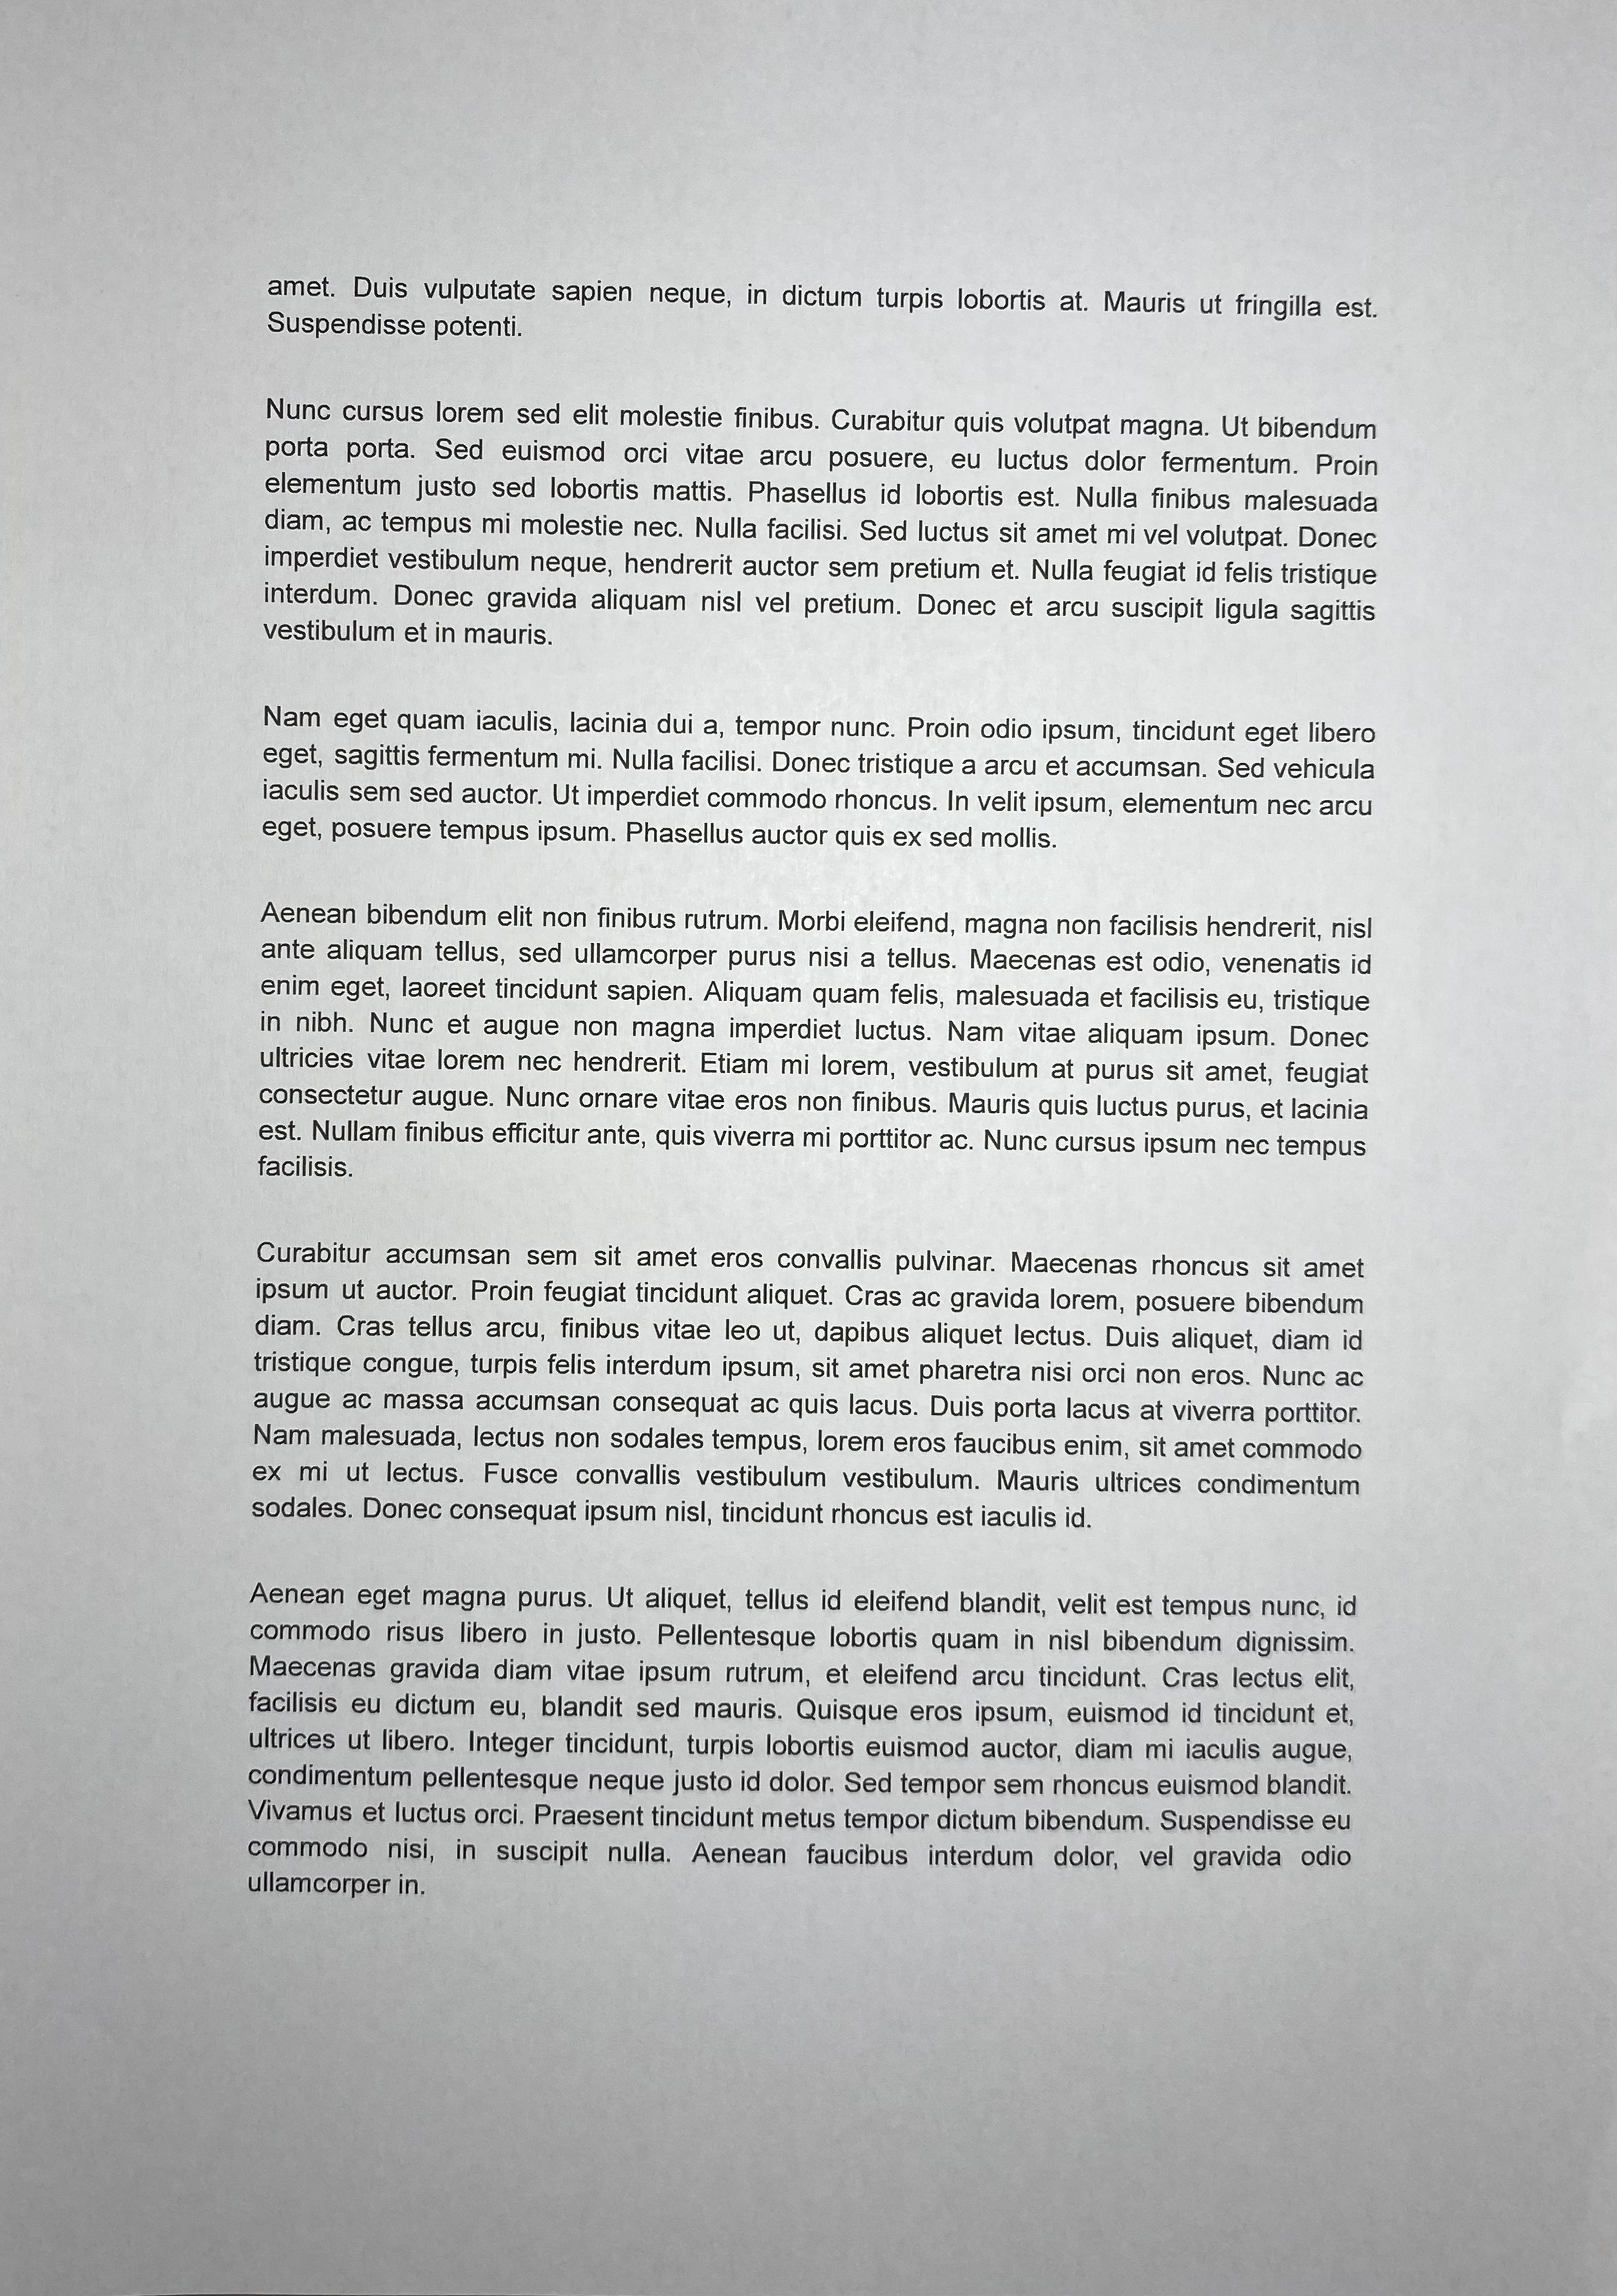 amet. Duis vulputate sapien neque, in dictum turpis lobortis at. Mauris ut fringilla est.
Suspendisse potenti.
Nunc cursus lorem sed elit molestie finibus. Curabitur quis volutpat magna. Ut bibendum
porta porta. Sed euismod orci vitae arcu posuere, eu luctus dolor fermentum. Proin
elementum justo sed lobortis mattis. Phasellus id lobortis est. Nulla finibus malesuada
diam, ac tempus mi molestie nec. Nulla facilisi. Sed luctus sit amet mi vel volutpat. Donec
imperdiet vestibulum neque, hendrerit auctor sem pretium et. Nulla feugiat id felis tristique
interdum. Donec gravida aliquam nisl vel pretium. Donec et arcu suscipit ligula sagittis
vestibulum et in mauris.
Nam eget quam iaculis, lacinia dui a, tempor nunc. Proin odio ipsum, tincidunt eget libero
eget, sagittis fermentum mi. Nulla facilisi. Donec tristique a arcu et accumsan. Sed vehicula
iaculis sem sed auctor. Ut imperdiet commodo rhoncus. In velit ipsum, elementum nec arcu
eget, posuere tempus ipsum. Phasellus auctor quis ex sed mollis.
Aenean bibendum elit non finibus rutrum. Morbi eleifend, magna non facilisis hendrerit, nisl
ante aliquam tellus, sed ullamcorper purus nisi a tellus. Maecenas est odio, venenatis id
enim eget, laoreet tincidunt sapien. Aliquam quam felis, malesuada et facilisis eu, tristique
in nibh. Nunc et augue non magna imperdiet luctus. Nam vitae aliquam ipsum. Donec
ultricies vitae lorem nec hendrerit. Etiam mi lorem, vestibulum at purus sit amet, feugiat
consectetur augue. Nunc ornare vitae eros non finibus. Mauris quis luctus purus, et lacinia
est. Nullam finibus efficitur ante, quis viverra mi porttitor ac. Nunc cursus ipsum nec tempus
facilisis.
Curabitur accumsan sem sit amet eros convallis pulvinar. Maecenas rhoncus sit amet
ipsum ut auctor. Proin feugiat tincidunt aliquet. Cras ac gravida lorem, posuere bibendum
diam. Cras tellus arcu, finibus vitae leo ut, dapibus aliquet lectus. Duis aliquet, diam id
tristique congue, turpis felis interdum ipsum, sit amet pharetra nisi orci non eros. Nunc ac
augue ac massa accumsan consequat ac quis lacus. Duis porta lacus at viverra porttitor.
Nam malesuada, lectus non sodales tempus, lorem eros faucibus enim, sit amet commodo
ex mi ut lectus. Fusce convallis vestibulum vestibulum. Mauris ultrices condimentum
sodales. Donec consequat ipsum nisl, tincidunt rhoncus est iaculis id.
Aenean eget magna purus. Ut aliquet, tellus id eleifend blandit, velit est tempus nunc, id
commodo risus libero in justo. Pellentesque lobortis quam in nisl bibendum dignissim.
Maecenas gravida diam vitae ipsum rutrum, et eleifend arcu tincidunt. Cras lectus elit,
facilisis eu dictum eu, blandit sed mauris. Quisque eros ipsum, euismod id tincidunt et,
ultrices ut libero. Integer tincidunt, turpis lobortis euismod auctor, diam mi iaculis augue,
condimentum pellentesque neque justo id dolor. Sed tempor sem rhoncus euismod blandit.
Vivamus et luctus orci. Praesent tincidunt metus tempor dictum bibendum. Suspendisse eu
commodo nisi, in suscipit nulla. Aenean faucibus interdum dolor, vel gravida odio
ullamcorper in.